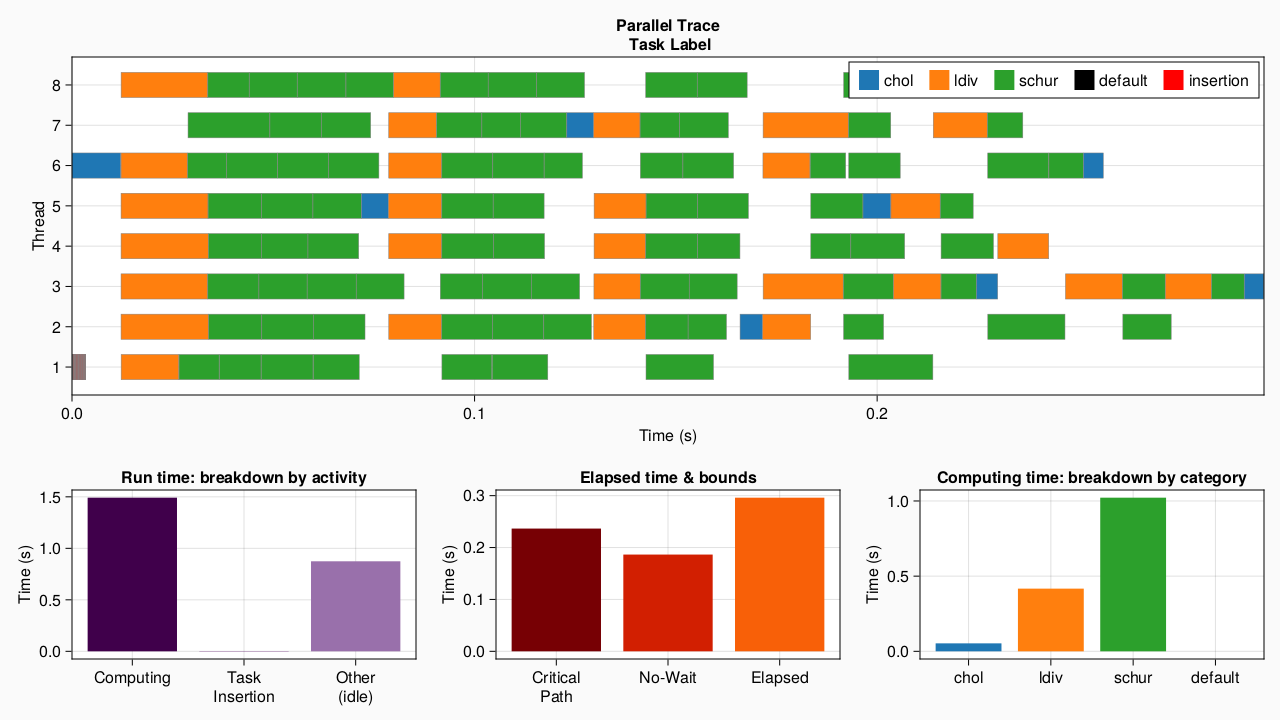 Parallel Trace
Task Label
chol ldiv schur default insertion
Thread
8
7
6
5
4
3
2
1
0.0 0.1 0.2
Time (s)
Run time: breakdown by activity
Time (s)
1.5
1.0
0.5
0.0
Computing Task Insertion Other (idle)
Elapsed time & bounds
Time (s)
0.3
0.2
0.1
0.0
Critical Path No-Wait Elapsed
Computing time: breakdown by category
Time (s)
1.0
0.5
0.0
chol ldiv schur default